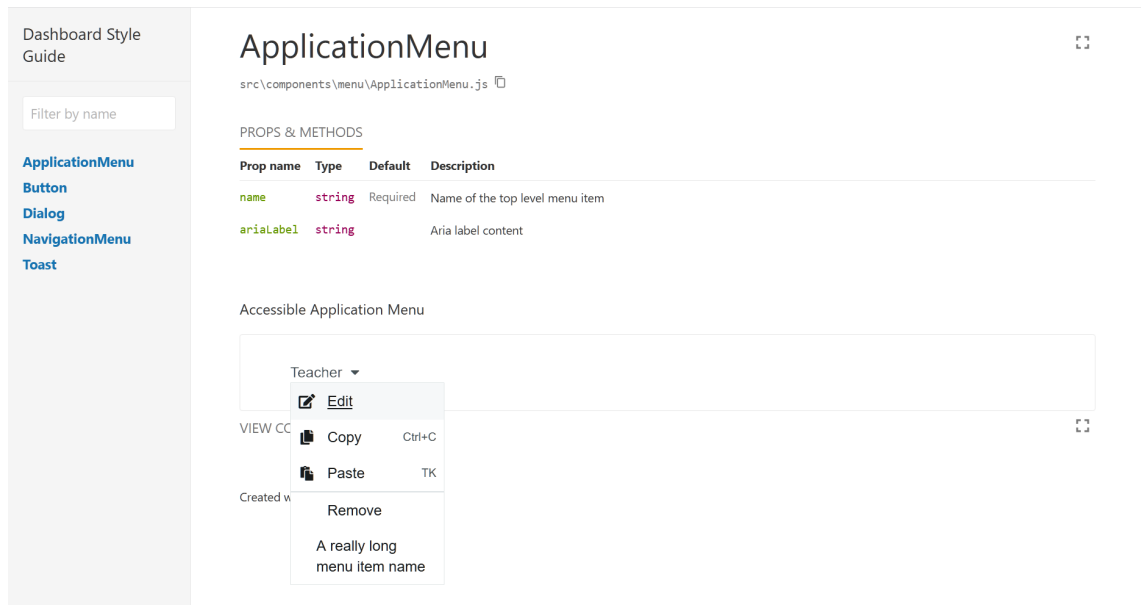 Dashboard Style
Guide
Filter by name
ApplicationMenu
Button
Dialog
NavigationMenu
Toast
ApplicationMenu
src\components\menu\ApplicationMenu.js
PROPS & METHODS
Prop name Type Default Description
name string Required Name of the top level menu item
ariaLabel string Aria label content
Accessible Application Menu
Teacher
Edit
VIEW
Copy Ctrl+C
Paste TK
Created
Remove
A really long
menu item name